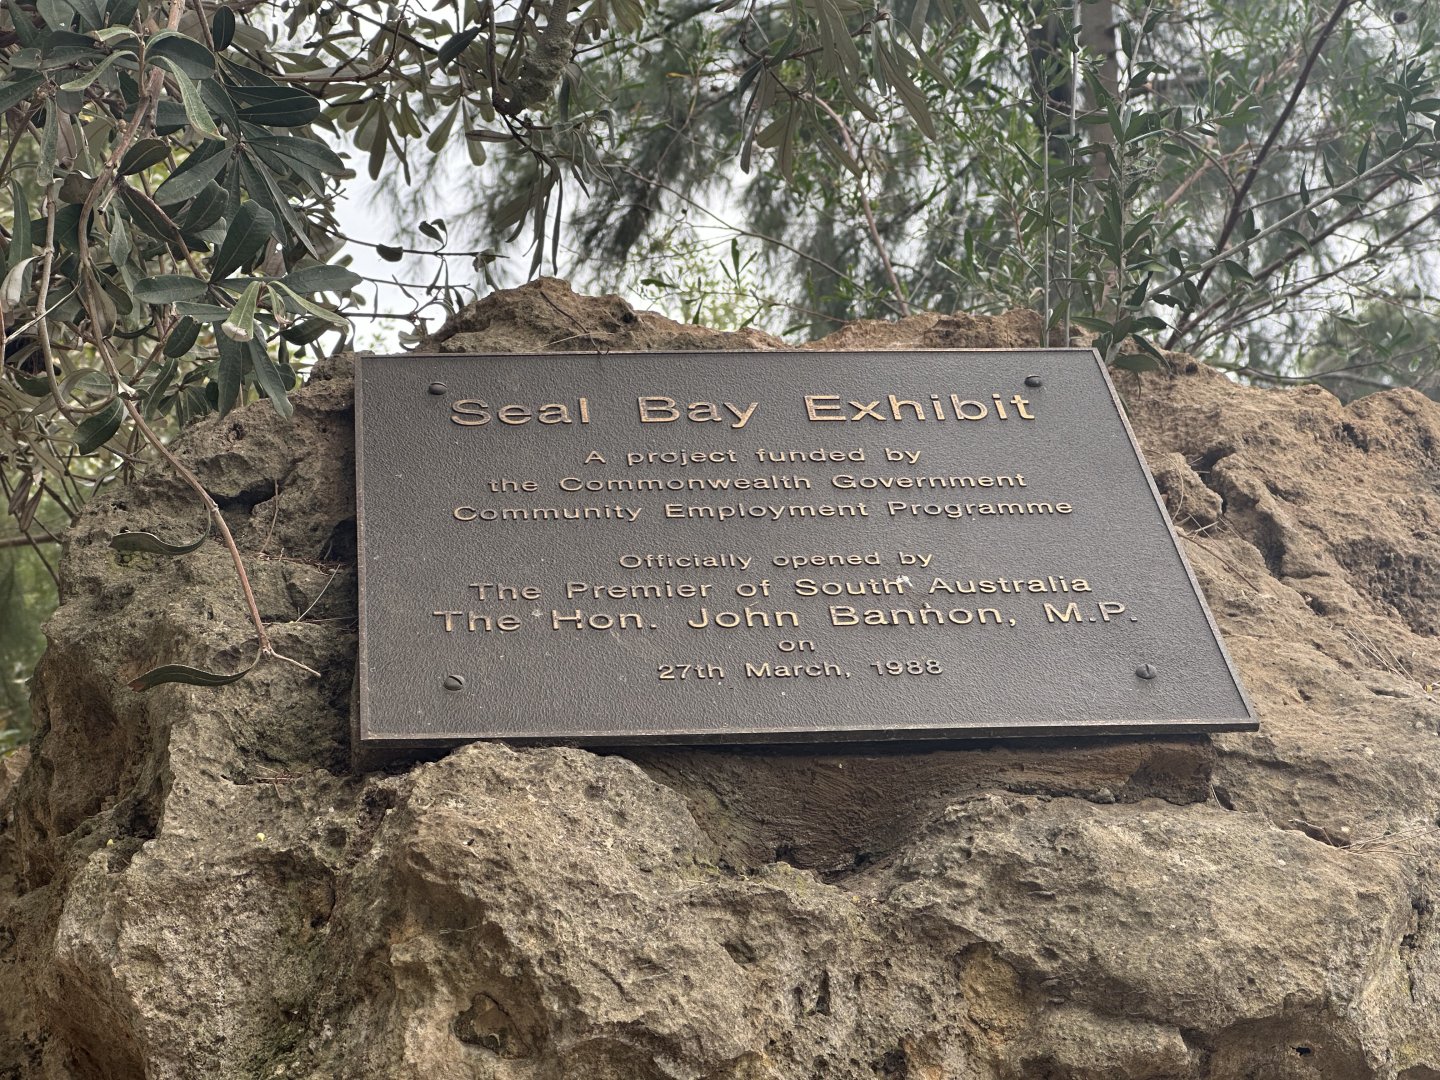 Seal Bay Exhibit
A project funded by
the Commonwealth Government
Community Employment Programme
Officially opened by
The Premier of South Australia
The Hon. John Bannon, M.P.
on
27th March, 1988